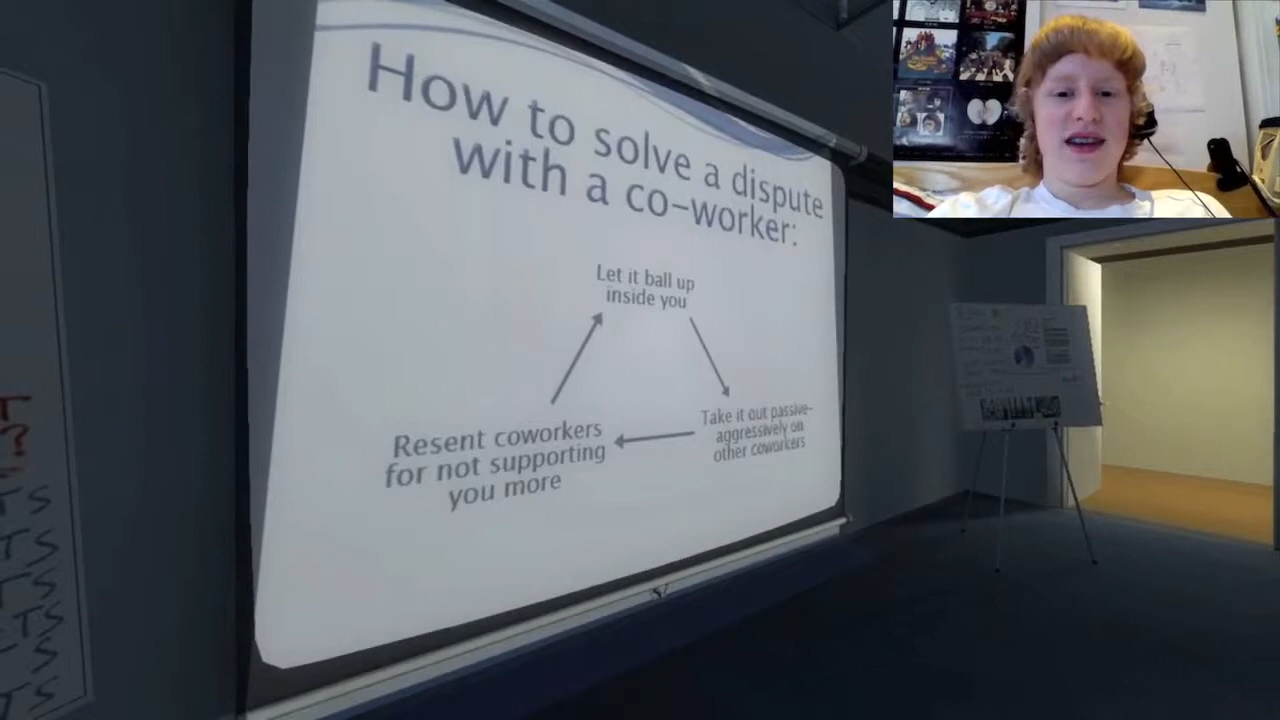 How to solve a dispute
with a co-worker:
Let it ball up
inside you
Take it out passive-
aggressively on
other coworkers
Resent coworkers
for not supporting
you more